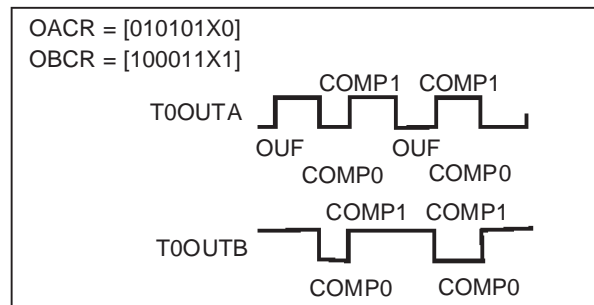 OACR = [010101X0]
OBCR = [100011X1]
COMP1 COMP1
T0OUTA
OUF OUF
COMP0 COMP0
COMP1 COMP1
T0OUTB
COMP0 COMP0